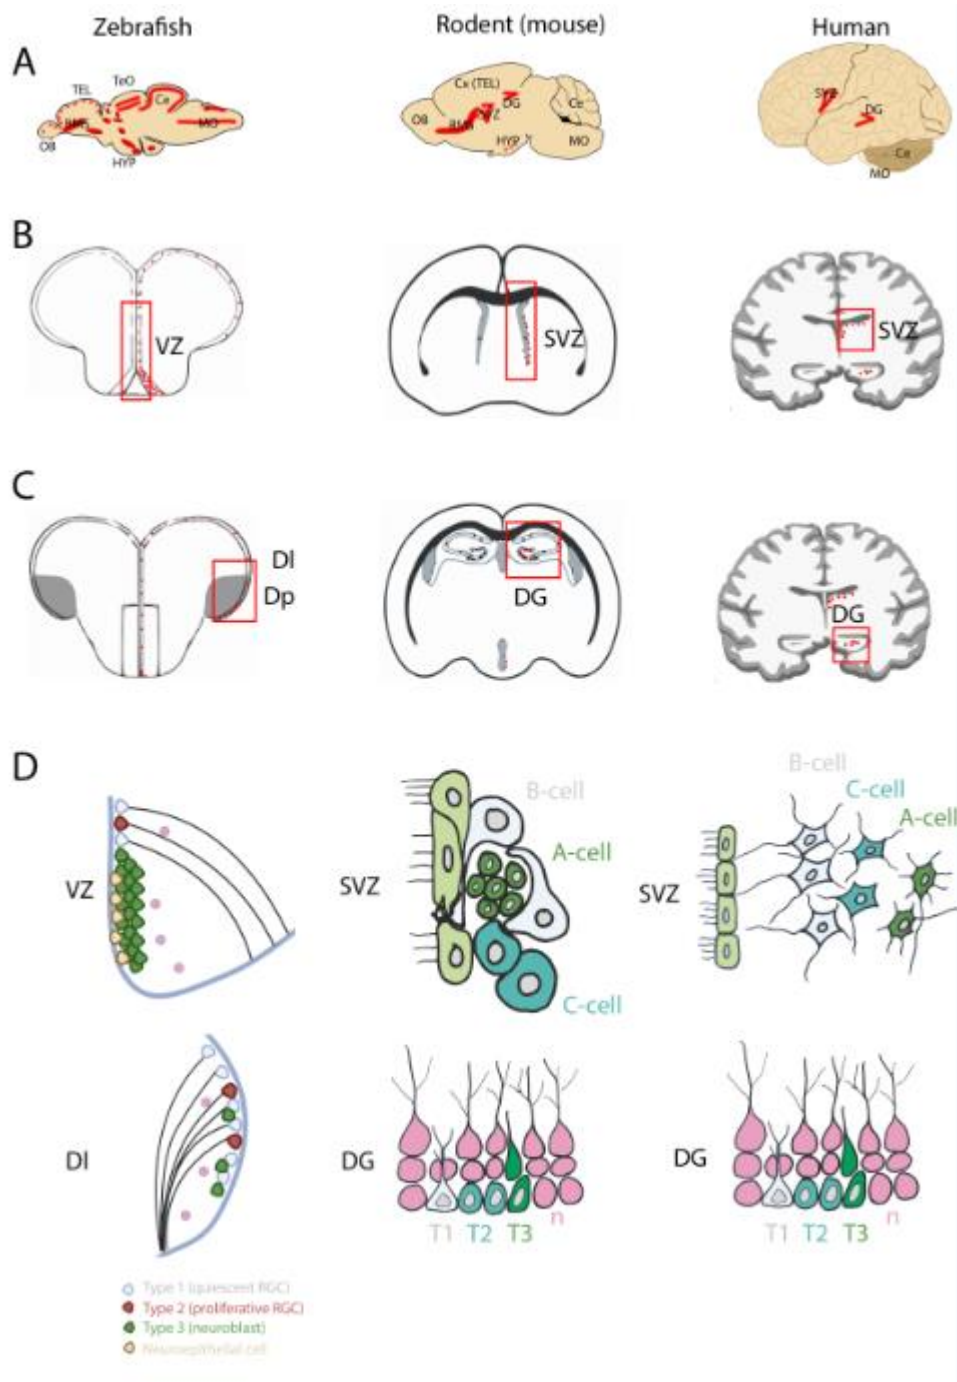 Zebrafish
Rodent (mouse)
Human
A
TEL
TeO
Ce
MO
OB
HYP
Cx (TEL)
DG
OB
Ce
HYP
MO
SVZ
DG
Ce
MO
B
VZ
SVZ
SVZ
C
Dl
Dp
DG
DG
D
VZ
SVZ
B-cell
A-cell
C-cell
SVZ
B-cell
C-cell
A-cell
Dl
DG
T1 T2 T3 n
DG
T1 T2 T3 n
Type 1 (quiescent RGC)
Type 2 (proliferative RGC)
Type 3 (neuroblast)
Neuroepithelial cell